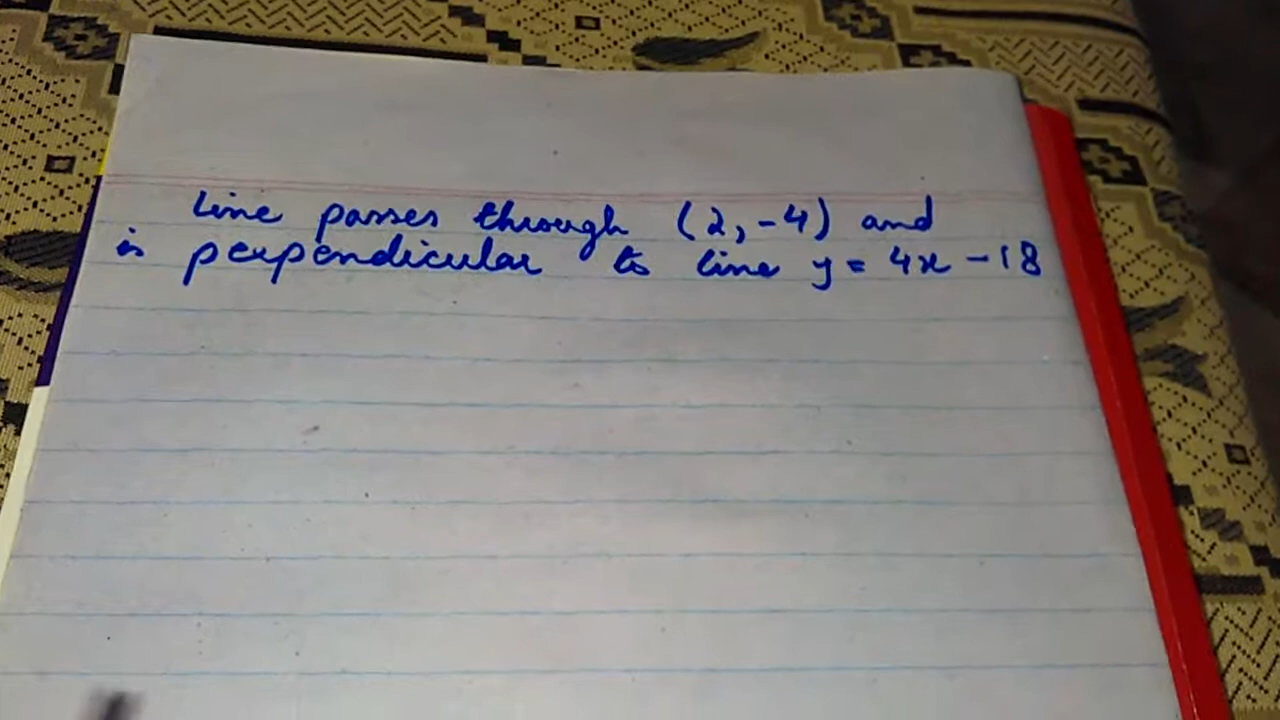 Line passes through (2,-4) and
is perpendicular to line y = 4x - 18